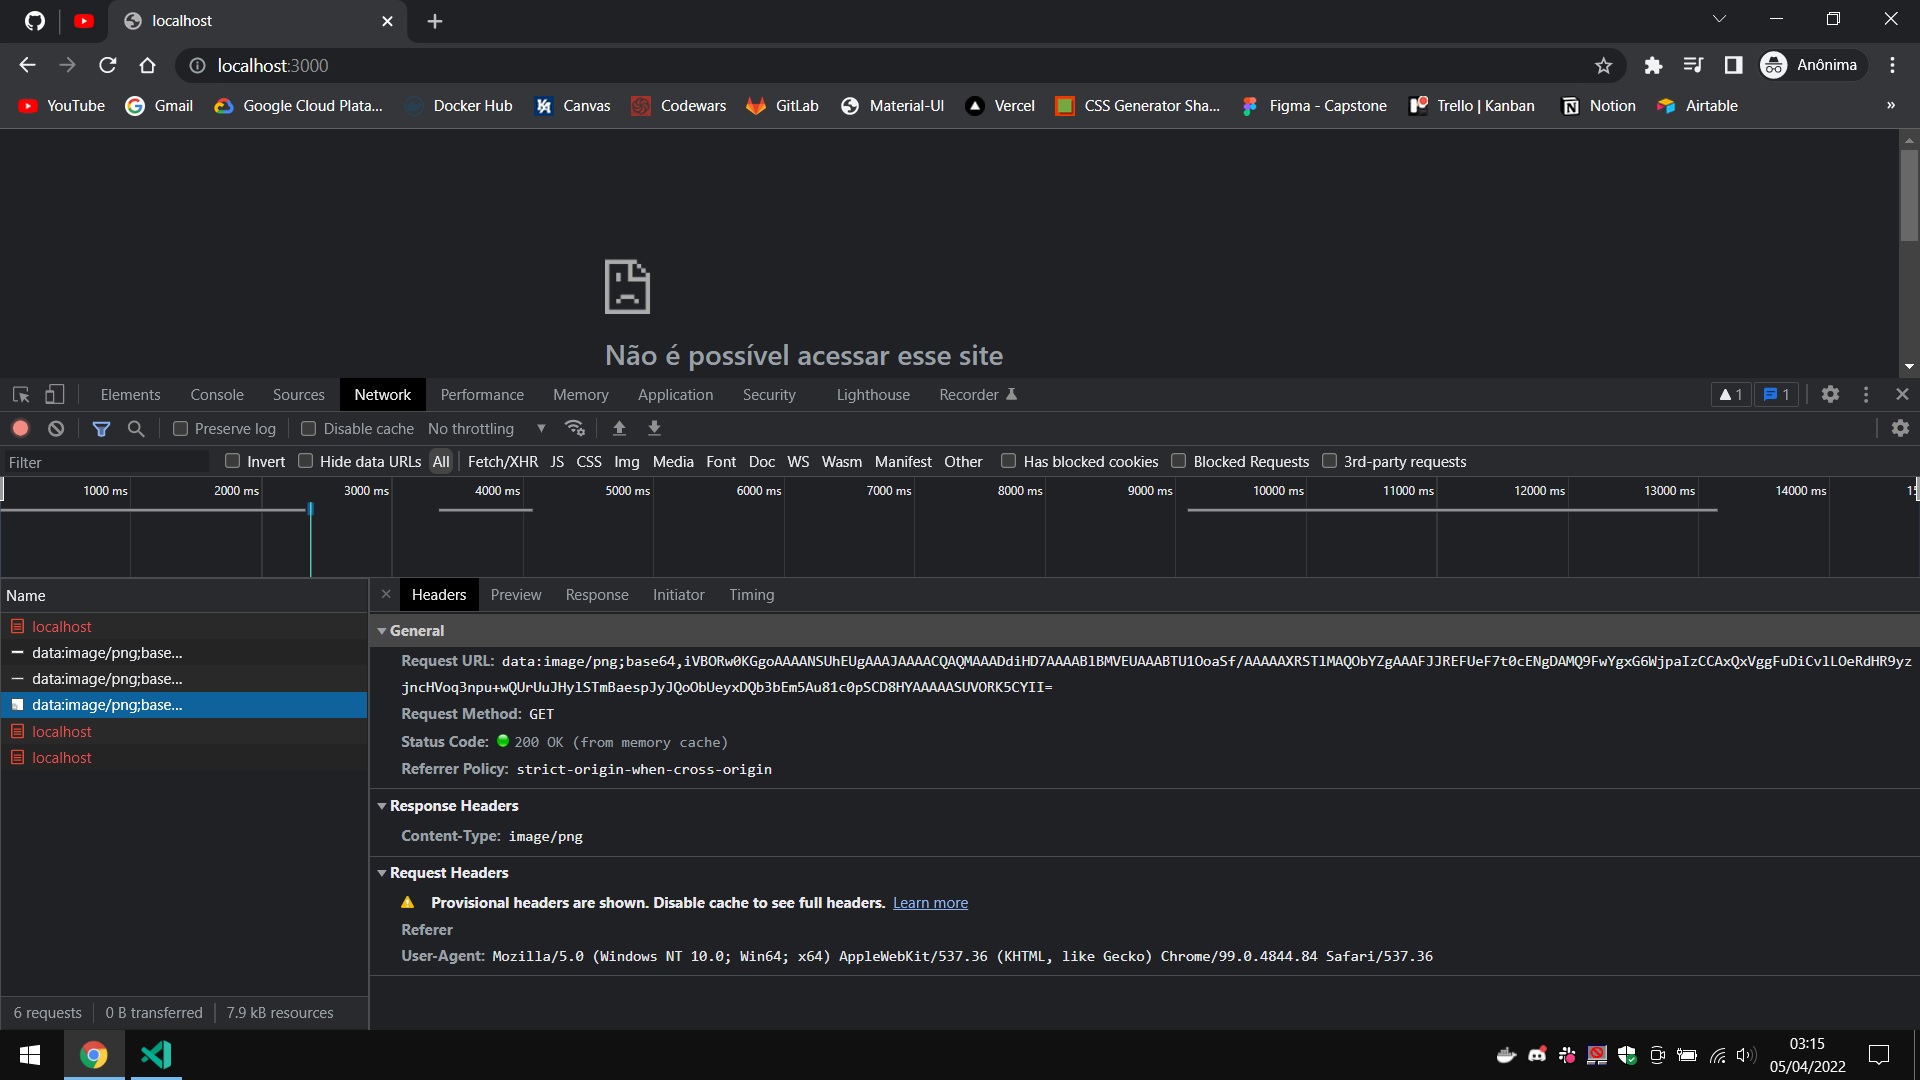 localhost
localhost:3000
Anônima
YouTube Gmail Google Cloud Plata... Docker Hub Canvas Codewars GitLab Material-UI Vercel CSS Generator Sha... Figma - Capstone Trello | Kanban Notion Airtable »
Não é possível acessar esse site
Elements Console Sources Network Performance Memory Application Security Lighthouse Recorder 1 1
Preserve log Disable cache No throttling
Filter Invert Hide data URLs All Fetch/XHR JS CSS Img Media Font Doc WS Wasm Manifest Other Has blocked cookies Blocked Requests 3rd-party requests
1000 ms 2000 ms 3000 ms 4000 ms 5000 ms 6000 ms 7000 ms 8000 ms 9000 ms 10000 ms 11000 ms 12000 ms 13000 ms 14000 ms
Name
localhost
data:image/png;base...
data:image/png;base...
data:image/png;base...
localhost
localhost
6 requests 0 B transferred 7.9 kB resources
Headers Preview Response Initiator Timing
General
Request URL: data:image/png;base64,iVBORw0KGgoAAAANSUhEUgAAAJAAAACQAQMAAADdiHD7AAAABlBMVEUAAABTU1OoaSf/AAAAAXRSTlMAQObYZgAAAFJJREFUeF7t0cENgDAMQ9FwYgxG6WjpaIzCCAxQxVggFuDiCvlLOeRdHR9yz
jncHVoq3npu+wQUrUuJHylSTmBaespJyJQoObUeyxDQb3bEm5Au81c0pSCD8HYAAAAASUVORK5CYII=
Request Method: GET
Status Code: 200 OK (from memory cache)
Referrer Policy: strict-origin-when-cross-origin
Response Headers
Content-Type: image/png
Request Headers
Provisional headers are shown. Disable cache to see full headers. Learn more
Referer
User-Agent: Mozilla/5.0 (Windows NT 10.0; Win64; x64) AppleWebKit/537.36 (KHTML, like Gecko) Chrome/99.0.4844.84 Safari/537.36
03:15
05/04/2022